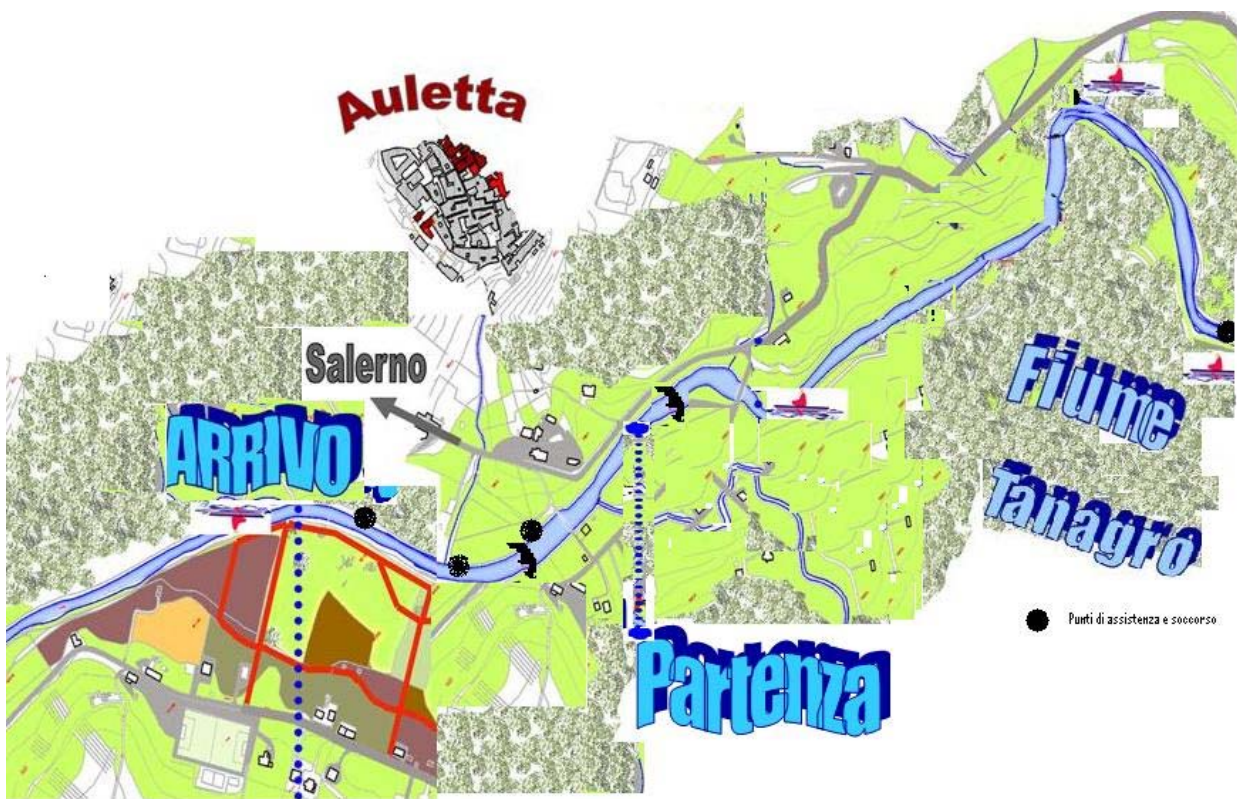 Auletta
Salerno
ARRIVO
Fiume
Tanagro
Punti di assistenza e soccorso
Partenza